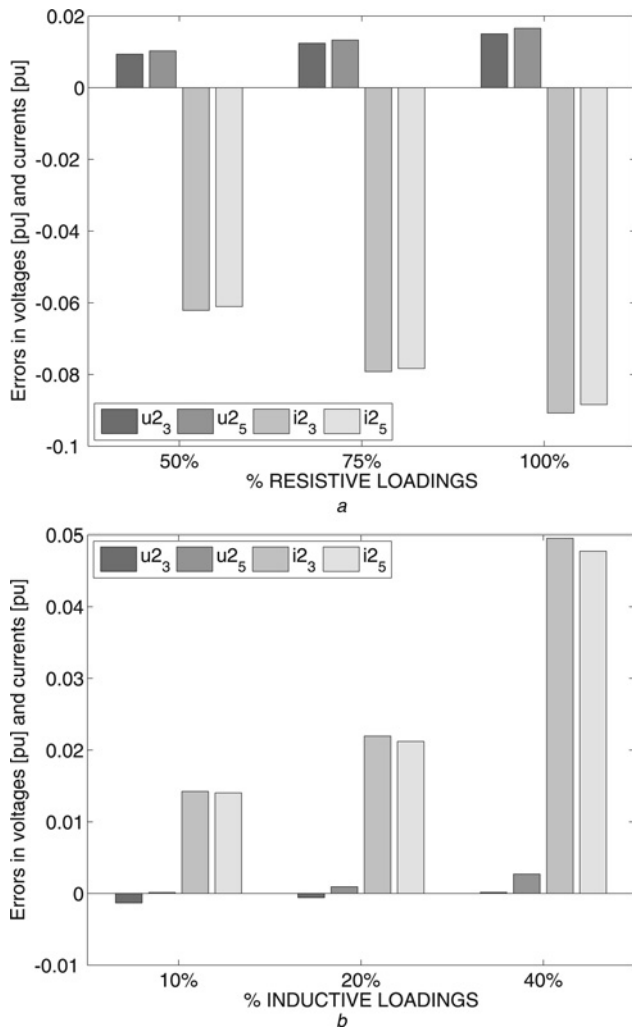 0.02
0.01
0
-0.02
-0.04
-0.06
-0.08
-0.1
Errors in voltages [pu] and currents [pu]
u2₃ u2₅ i2₃ i2₅
50% 75% 100%
% RESISTIVE LOADINGS
a
0.05
0.04
0.03
0.02
0.01
0
-0.01
Errors in voltages [pu] and currents [pu]
u2₃ u2₅ i2₃ i2₅
10% 20% 40%
% INDUCTIVE LOADINGS
b